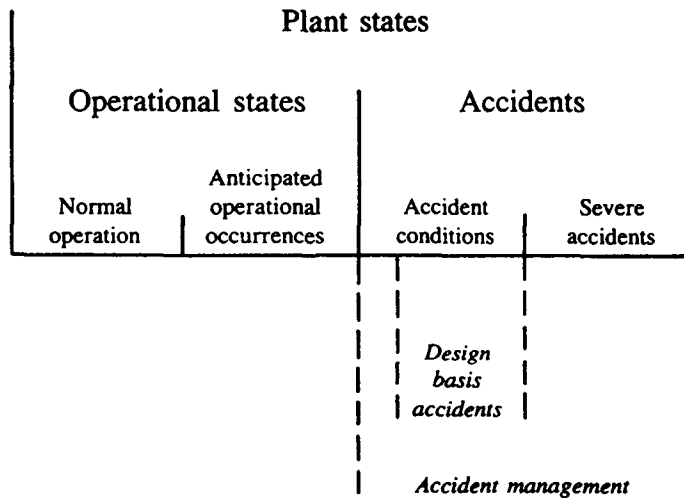 Plant states
Operational states
Accidents
Normal
operation
Anticipated
operational
occurrences
Accident
conditions
Severe
accidents
Design
basis
accidents
Accident management